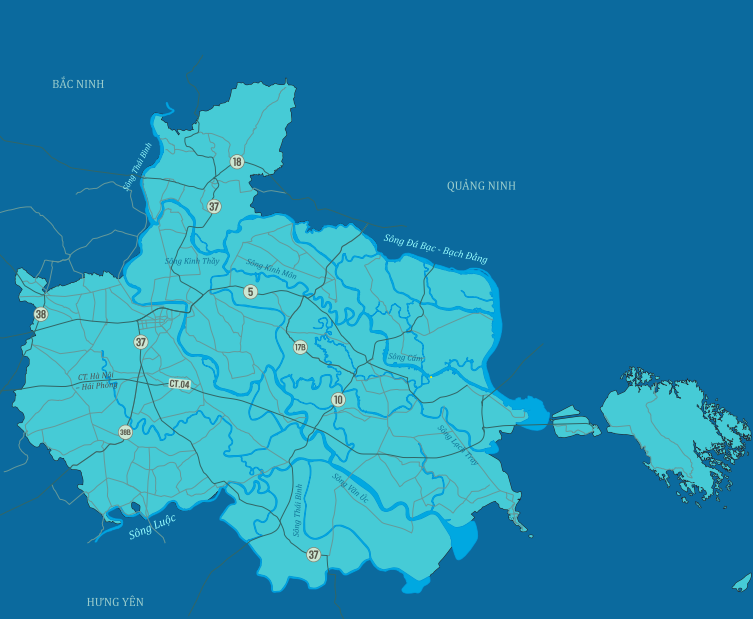 BẮC NINH
Sông Thái Bình
18
QUẢNG NINH
37
Sông Đá Bạc - Bạch Đằng
Sông Kinh Thầy
Sông Kinh Môn
5
38
37
17B
Sông Cấm
CT. Hà Nội
- Hải Phòng
CT.04
10
38B
Sông Lạch Tray
Sông Văn Úc
Sông Thái Bình
Sông Luộc
37
HƯNG YÊN